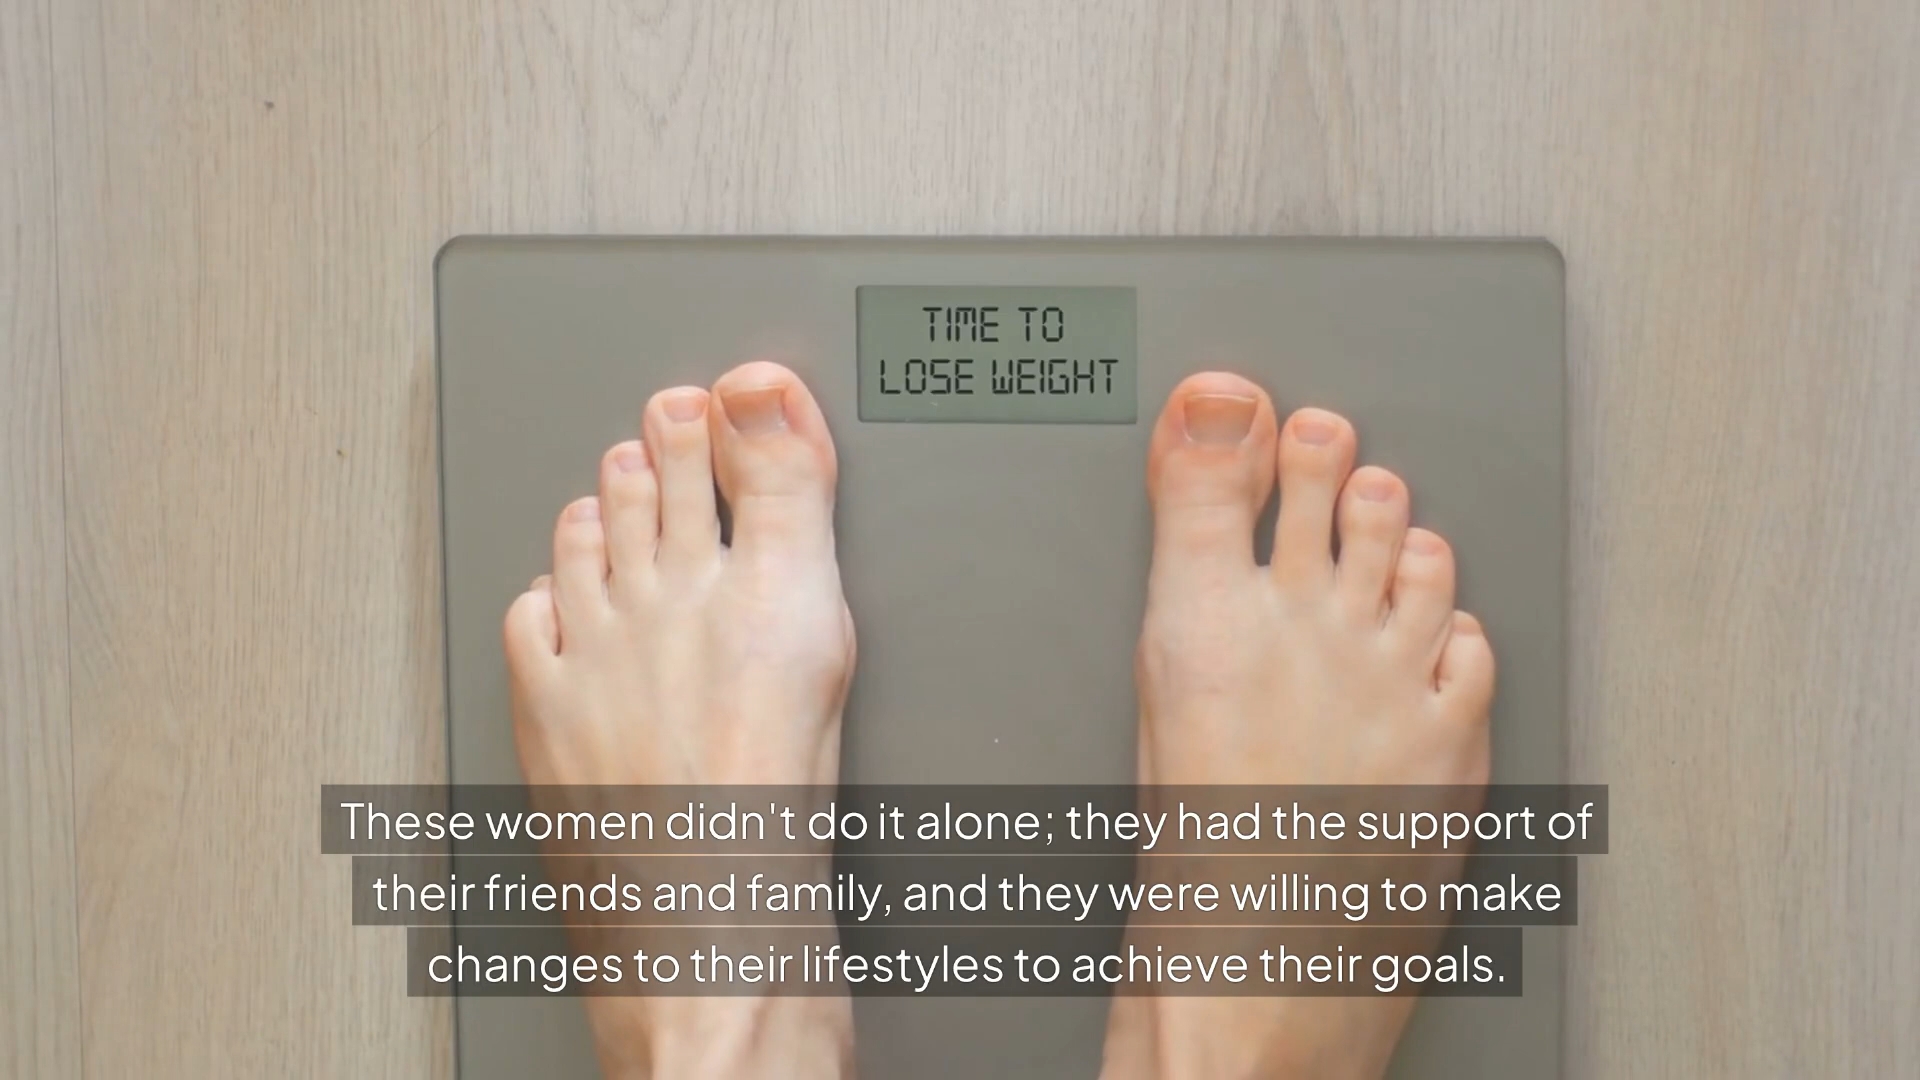 TIME TO
LOSE WEIGHT
These women didn't do it alone; they had the support of
their friends and family, and they were willing to make
changes to their lifestyles to achieve their goals.